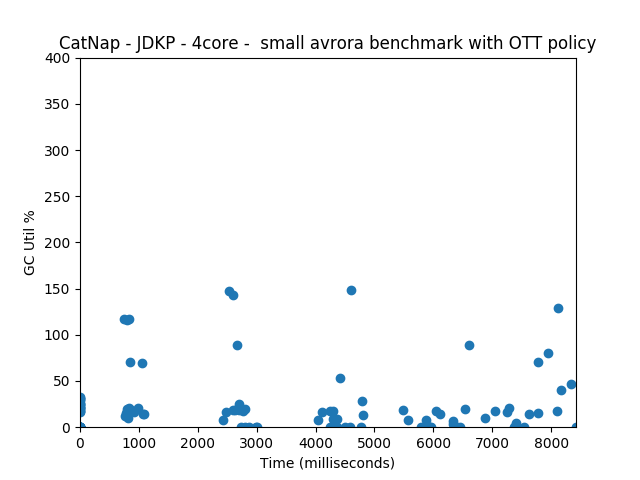 CatNap - JDKP - 4core -  small avrora benchmark with OTT policy
400
350
300
250
200
150
100
50
0
GC Util %
0 1000 2000 3000 4000 5000 6000 7000 8000
Time (milliseconds)